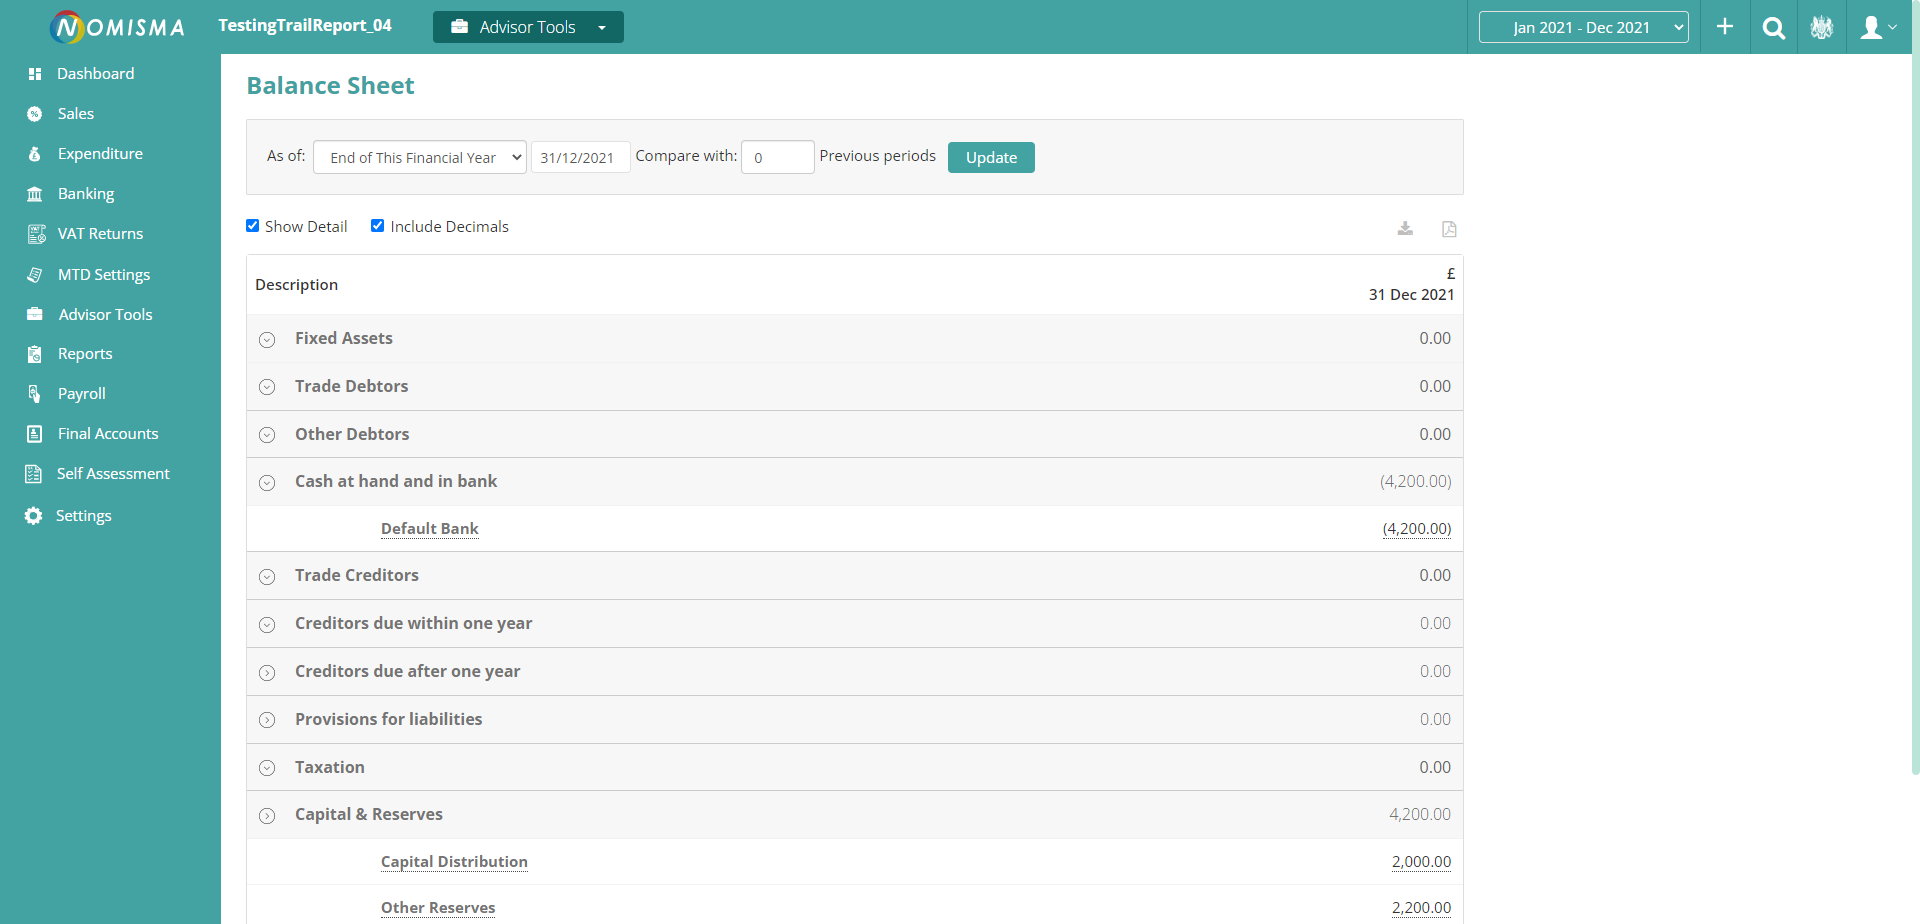 NOMISMA
TestingTrailReport_04
Advisor Tools
Jan 2021 - Dec 2021
Dashboard
Sales
Expenditure
Banking
VAT Returns
MTD Settings
Advisor Tools
Reports
Payroll
Final Accounts
Self Assessment
Settings
Balance Sheet
As of: End of This Financial Year 31/12/2021 Compare with: 0 Previous periods Update
Show Detail Include Decimals
£
Description 31 Dec 2021
Fixed Assets 0.00
Trade Debtors 0.00
Other Debtors 0.00
Cash at hand and in bank (4,200.00)
Default Bank (4,200.00)
Trade Creditors 0.00
Creditors due within one year 0.00
Creditors due after one year 0.00
Provisions for liabilities 0.00
Taxation 0.00
Capital & Reserves 4,200.00
Capital Distribution 2,000.00
Other Reserves 2,200.00